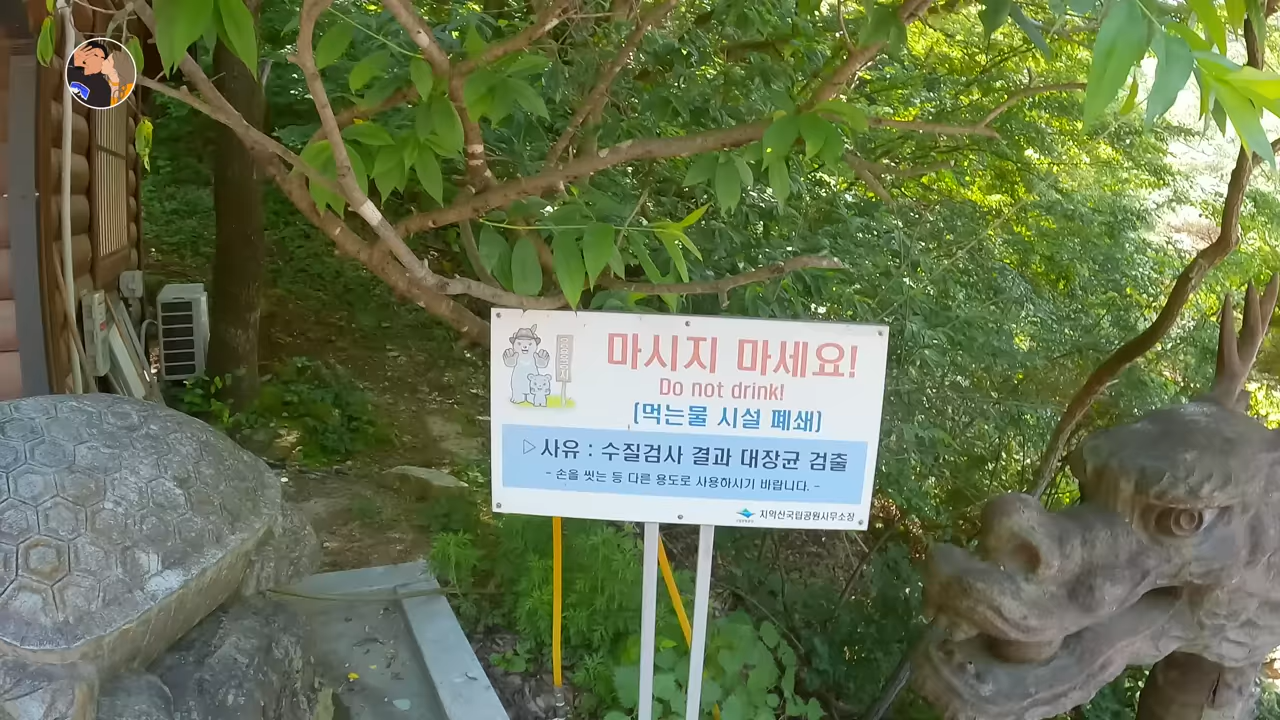 마시지 마세요!
Do not drink!
(먹는물 시설 폐쇄)
▷사유 : 수질검사 결과 대장균 검출
- 손을 씻는 등 다른 용도로 사용하시기 바랍니다. -
치악산국립공원사무소장